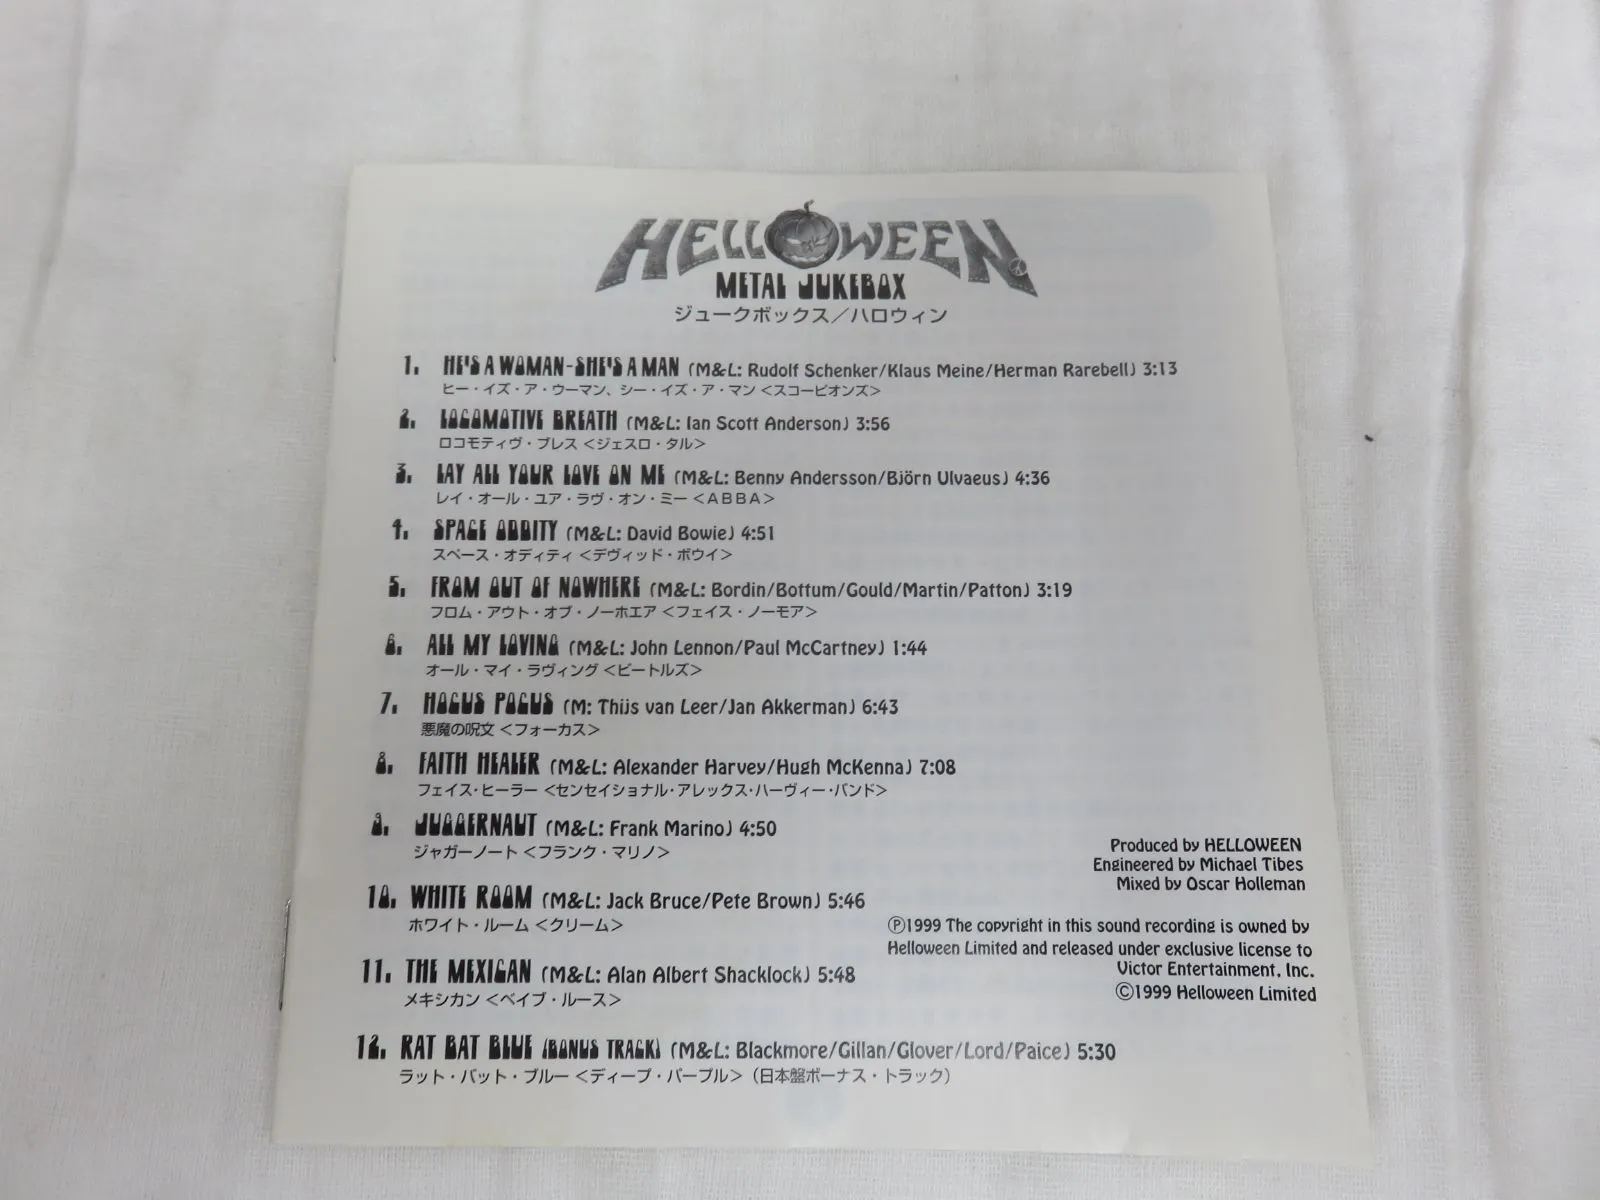 HELLOWEEN
METAL JUKEBOX
ジュークボックス／ハロウィン
1. HE'S A WOMAN-SHE'S A MAN (M&L: Rudolf Schenker/Klaus Meine/Herman Rarebell) 3:13
ヒー・イズ・ア・ウーマン、シー・イズ・ア・マン＜スコーピオンズ＞
2. LOCOMOTIVE BREATH (M&L: Ian Scott Anderson) 3:56
ロコモティヴ・ブレス＜ジェスロ・タル＞
3. LAY ALL YOUR LOVE ON ME (M&L: Benny Andersson/Björn Ulvaeus) 4:36
レイ・オール・ユア・ラヴ・オン・ミー＜ABBA＞
4. SPACE ODDITY (M&L: David Bowie) 4:51
スペース・オディティ＜デヴィッド・ボウイ＞
5. FROM OUT OF NOWHERE (M&L: Bordin/Bottum/Gould/Martin/Patton) 3:19
フロム・アウト・オブ・ノーホエア＜フェイス・ノーモア＞
6. ALL MY LOVING (M&L: John Lennon/Paul McCartney) 1:44
オール・マイ・ラヴィング＜ビートルズ＞
7. HOCUS POCUS (M: Thijs van Leer/Jan Akkerman) 6:43
悪魔の呪文＜フォーカス＞
8. FAITH HEALER (M&L: Alexander Harvey/Hugh McKenna) 7:08
フェイス・ヒーラー＜センセイショナル・アレックス・ハーヴィー・バンド＞
9. JUGGERNAUT (M&L: Frank Marino) 4:50
ジャガーノート＜フランク・マリノ＞
10. WHITE ROOM (M&L: Jack Bruce/Pete Brown) 5:46
ホワイト・ルーム＜クリーム＞
11. THE MEXICAN (M&L: Alan Albert Shacklock) 5:48
メキシカン＜ベイブ・ルース＞
12. RAT BAT BLUE (BONUS TRACK) (M&L: Blackmore/Gillan/Glover/Lord/Paice) 5:30
ラット・バット・ブルー＜ディープ・パープル＞（日本盤ボーナス・トラック）
Produced by HELLOWEEN
Engineered by Michael Tibes
Mixed by Oscar Holleman
Ⓟ1999 The copyright in this sound recording is owned by
Helloween Limited and released under exclusive license to
Victor Entertainment, Inc.
©1999 Helloween Limited